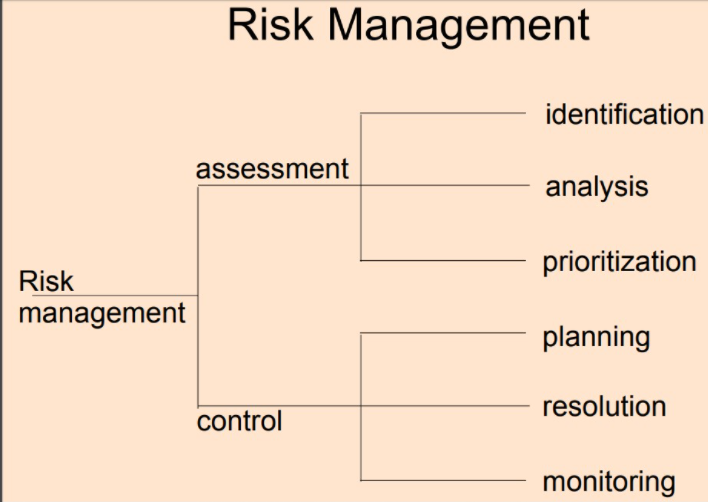 Risk Management
identification
assessment
analysis
prioritization
Risk
management
planning
resolution
control
monitoring